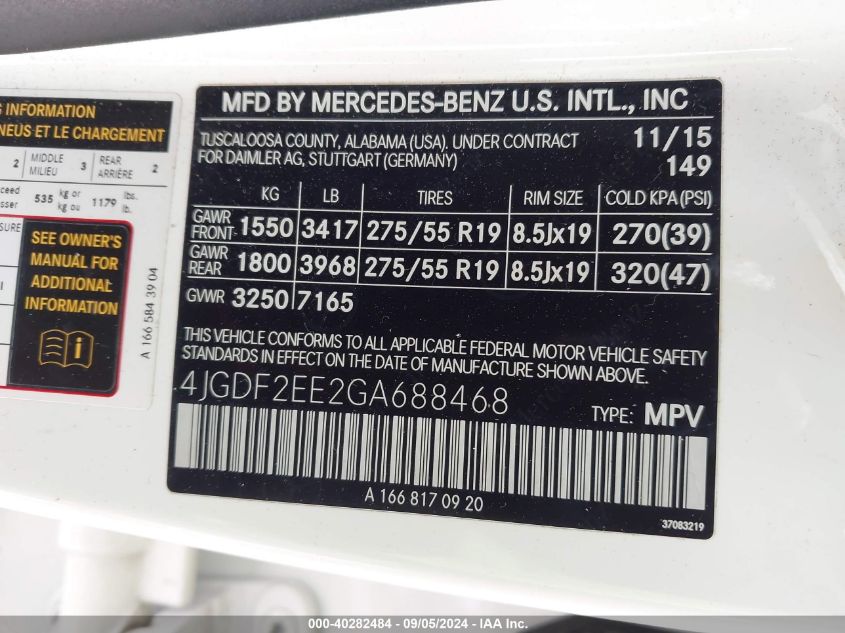 G INFORMATION
NEUS ET LE CHARGEMENT
2 MIDDLE MILIEU 3 REAR ARRIÈRE 2
535 kg or kg ou 1179 lbs. lb.
SEE OWNER'S
MANUAL FOR
ADDITIONAL
INFORMATION
A 166 584 39 04
MFD BY MERCEDES-BENZ U.S. INTL., INC
TUSCALOOSA COUNTY, ALABAMA (USA). UNDER CONTRACT 11/15
FOR DAIMLER AG, STUTTGART (GERMANY) 149
KG LB TIRES RIM SIZE COLD KPA (PSI)
GAWR FRONT 1550 3417 275/55 R19 8.5Jx19 270(39)
GAWR REAR 1800 3968 275/55 R19 8.5Jx19 320(47)
GVWR 3250 7165
THIS VEHICLE CONFORMS TO ALL APPLICABLE FEDERAL MOTOR VEHICLE SAFETY
STANDARDS IN EFFECT ON THE DATE OF MANUFACTURE SHOWN ABOVE.
4JGDF2EE2GA688468 TYPE: MPV
A 166 817 09 20
37083219
000-40282484 - 09/05/2024 - IAAI.COM